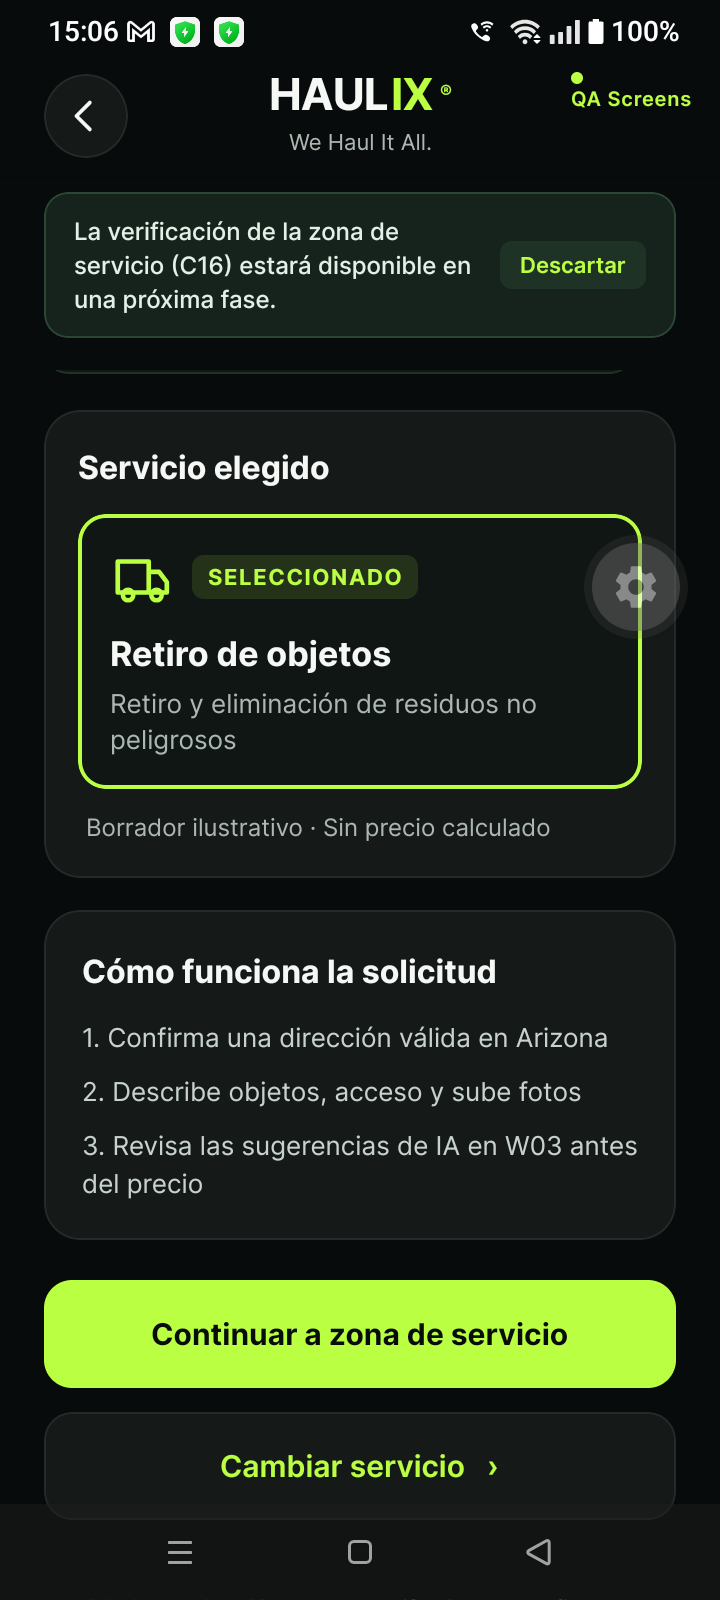 15:06
100%
HAULIX ®
QA Screens
We Haul It All.
La verificación de la zona de
servicio (C16) estará disponible en
una próxima fase.
Descartar
Servicio elegido
SELECCIONADO
Retiro de objetos
Retiro y eliminación de residuos no
peligrosos
Borrador ilustrativo · Sin precio calculado
Cómo funciona la solicitud
1. Confirma una dirección válida en Arizona
2. Describe objetos, acceso y sube fotos
3. Revisa las sugerencias de IA en W03 antes
del precio
Continuar a zona de servicio
Cambiar servicio ›